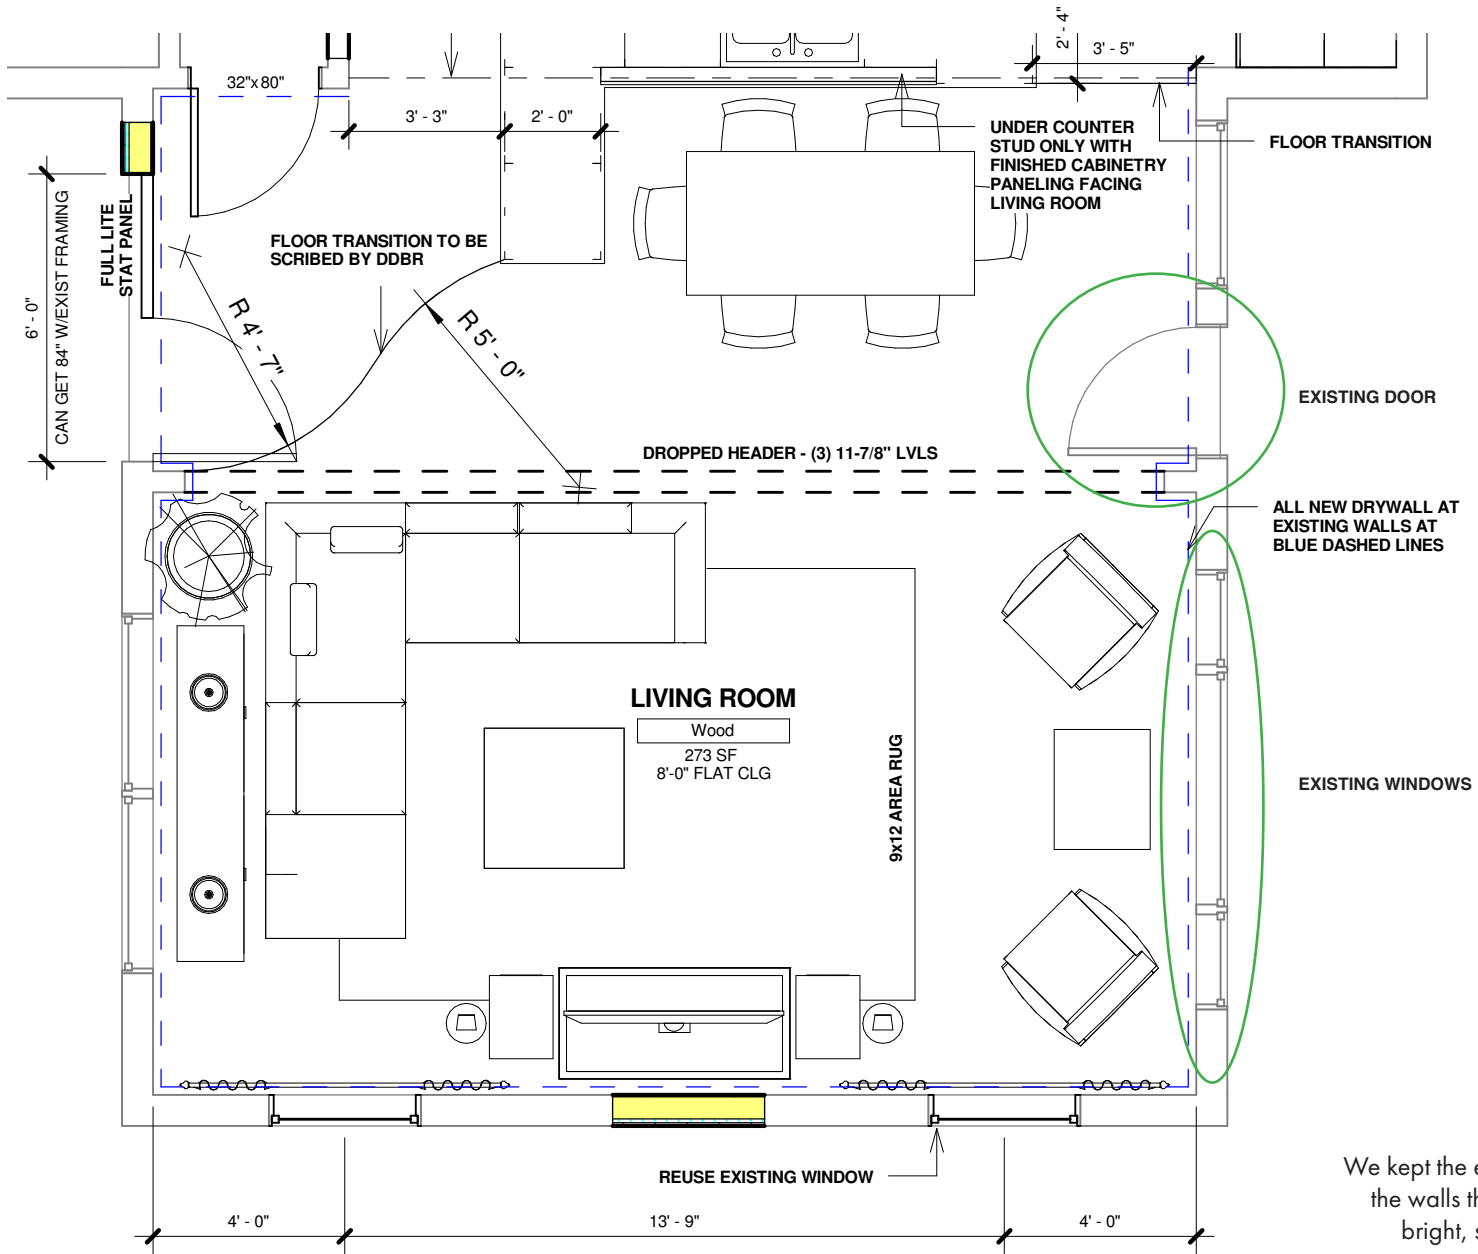 2' - 4"
3' - 5"
32"x80"
3' - 3"
2' - 0"
UNDER COUNTER
STUD ONLY WITH
FINISHED CABINETRY
PANELING FACING
LIVING ROOM
FLOOR TRANSITION
6' - 0"
CAN GET 84" W/EXIST FRAMING
FULL LITE
STAT PANEL
FLOOR TRANSITION TO BE
SCRIBED BY DDBR
R 4' - 7"
R 5' - 0"
EXISTING DOOR
DROPPED HEADER - (3) 11-7/8" LVLS
ALL NEW DRYWALL AT
EXISTING WALLS AT
BLUE DASHED LINES
LIVING ROOM
Wood
273 SF
8'-0" FLAT CLG
9x12 AREA RUG
EXISTING WINDOWS
REUSE EXISTING WINDOW
4' - 0"
13' - 9"
4' - 0"
We kept the
the walls
bright,